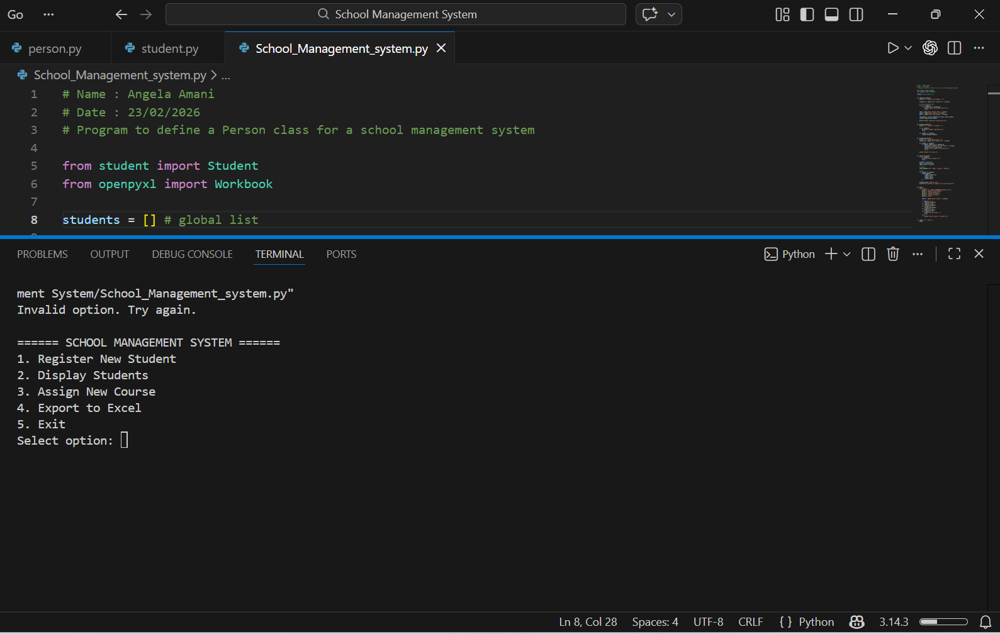 Go ··· School Management System
person.py student.py School_Management_system.py
School_Management_system.py > ...
1 # Name : Angela Amani
2 # Date : 23/02/2026
3 # Program to define a Person class for a school management system
4
5 from student import Student
6 from openpyxl import Workbook
7
8 students = [] # global list
PROBLEMS OUTPUT DEBUG CONSOLE TERMINAL PORTS Python
ment System/School_Management_system.py"
Invalid option. Try again.
====== SCHOOL MANAGEMENT SYSTEM ======
1. Register New Student
2. Display Students
3. Assign New Course
4. Export to Excel
5. Exit
Select option:
Ln 8, Col 28 Spaces: 4 UTF-8 CRLF { } Python 3.14.3